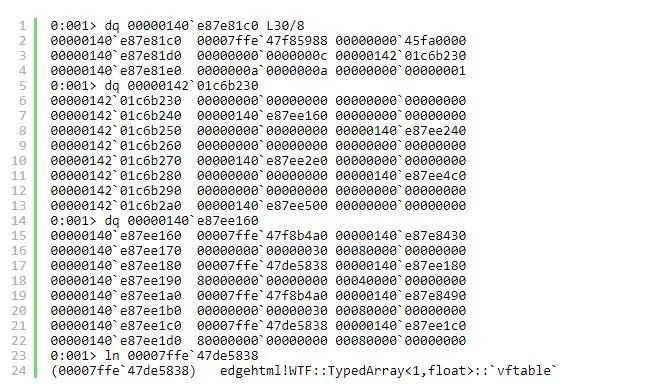 1 0:001> dq 00000140`e87e81c0 L30/8
2 00000140`e87e81c0 00007ffe`47f85988 00000000`45fa0000
3 00000140`e87e81d0 0000000a`0000000c 00000142`01c6b230
4 00000140`e87e81e0 0000000a`0000000a 00000000`00000001
5 0:001> dq 00000142`01c6b230
6 00000142`01c6b230 00000000`00000000 00000000`00000000
7 00000142`01c6b240 00000140`e87ee160 00000000`00000000
8 00000142`01c6b250 00000000`00000000 00000140`e87ee240
9 00000142`01c6b260 00000000`00000000 00000000`00000000
10 00000142`01c6b270 00000140`e87ee2e0 00000000`00000000
11 00000142`01c6b280 00000000`00000000 00000140`e87ee4c0
12 00000142`01c6b290 00000000`00000000 00000000`00000000
13 00000142`01c6b2a0 00000140`e87ee500 00000000`00000000
14 0:001> dq 00000140`e87ee160
15 00000140`e87ee160 00007ffe`47f8b4a0 00000140`e87e8430
16 00000140`e87ee170 00000000`00000030 00080000`00000000
17 00000140`e87ee180 00007ffe`47de5838 00000140`e87ee180
18 00000140`e87ee190 80000000`00000000 00040000`00000000
19 00000140`e87ee1a0 00007ffe`47f8b4a0 00000140`e87e8490
20 00000140`e87ee1b0 00000000`00000030 00080000`00000000
21 00000140`e87ee1c0 00007ffe`47de5838 00000140`e87ee1c0
22 00000140`e87ee1d0 80000000`00000000 00080000`00000000
23 0:001> ln 00007ffe`47de5838
24 (00007ffe`47de5838) edgehtml!WTF::TypedArray<1,float>::`vftable`